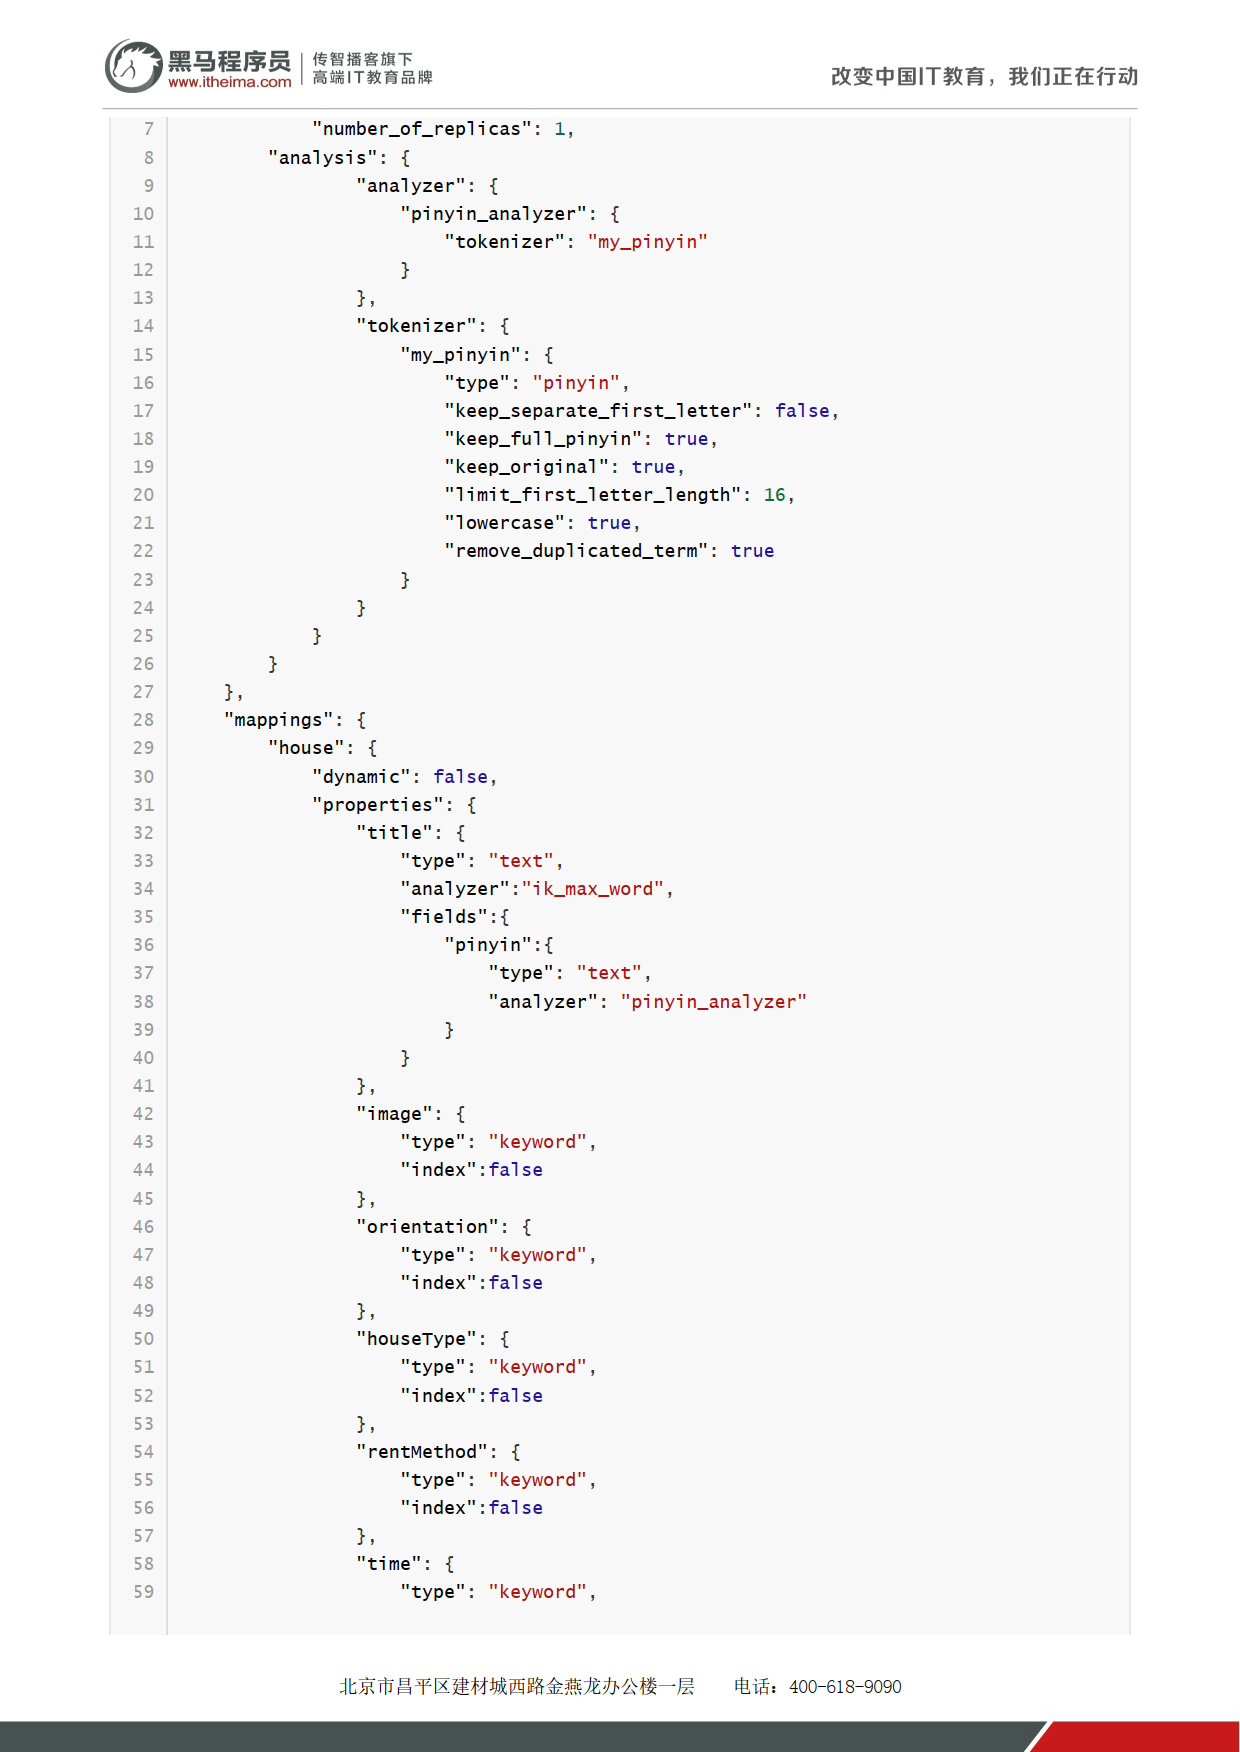 黑马程序员
www.itheima.com
传智播客旗下
高端IT教育品牌
改变中国IT教育，我们正在行动
7 "number_of_replicas": 1,
8 "analysis": {
9 "analyzer": {
10 "pinyin_analyzer": {
11 "tokenizer": "my_pinyin"
12 }
13 },
14 "tokenizer": {
15 "my_pinyin": {
16 "type": "pinyin",
17 "keep_separate_first_letter": false,
18 "keep_full_pinyin": true,
19 "keep_original": true,
20 "limit_first_letter_length": 16,
21 "lowercase": true,
22 "remove_duplicated_term": true
23 }
24 }
25 }
26 }
27 },
28 "mappings": {
29 "house": {
30 "dynamic": false,
31 "properties": {
32 "title": {
33 "type": "text",
34 "analyzer":"ik_max_word",
35 "fields":{
36 "pinyin":{
37 "type": "text",
38 "analyzer": "pinyin_analyzer"
39 }
40 }
41 },
42 "image": {
43 "type": "keyword",
44 "index":false
45 },
46 "orientation": {
47 "type": "keyword",
48 "index":false
49 },
50 "houseType": {
51 "type": "keyword",
52 "index":false
53 },
54 "rentMethod": {
55 "type": "keyword",
56 "index":false
57 },
58 "time": {
59 "type": "keyword",
北京市昌平区建材城西路金燕龙办公楼一层 电话：400-618-9090